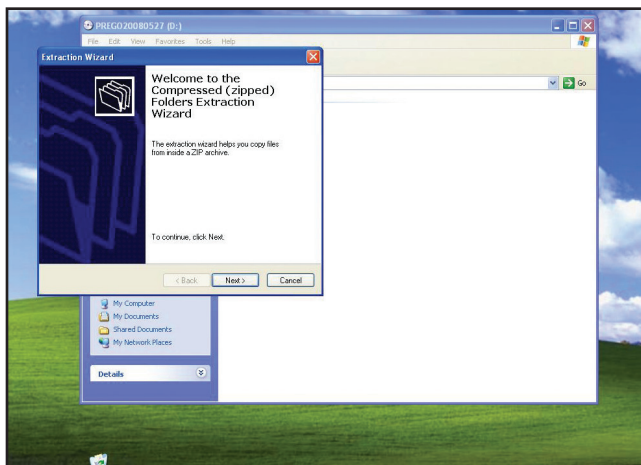 PREGO20080527 (D:)
File Edit View Favorites Tools Help
Extraction Wizard
Welcome to the
Compressed (zipped)
Folders Extraction
Wizard
The extraction wizard helps you copy files
from inside a ZIP archive.
To continue, click Next.
< Back Next > Cancel
Go
My Computer
My Documents
Shared Documents
My Network Places
Details